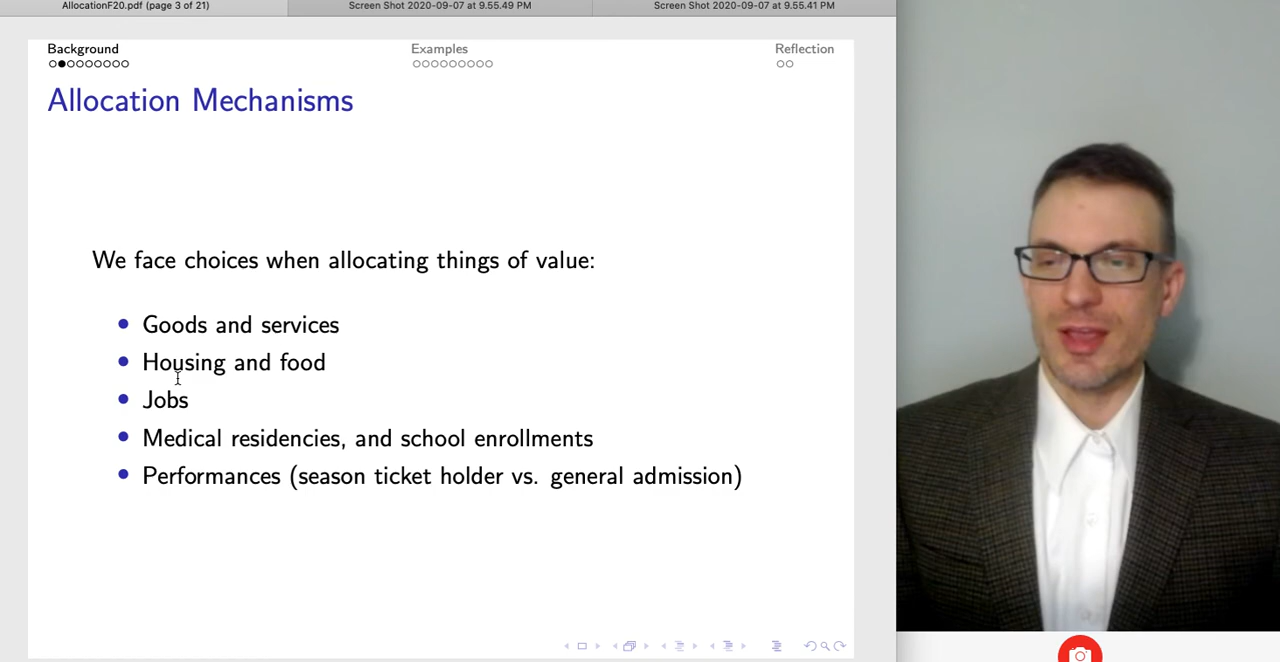 AllocationF20.pdf (page 3 of 21)
Screen Shot 2020-09-07 at 9.55.49 PM
Screen Shot 2020-09-07 at 9.55.41 PM
Background
Examples
Reflection
Allocation Mechanisms
We face choices when allocating things of value:
Goods and services
Housing and food
Jobs
Medical residencies, and school enrollments
Performances (season ticket holder vs. general admission)